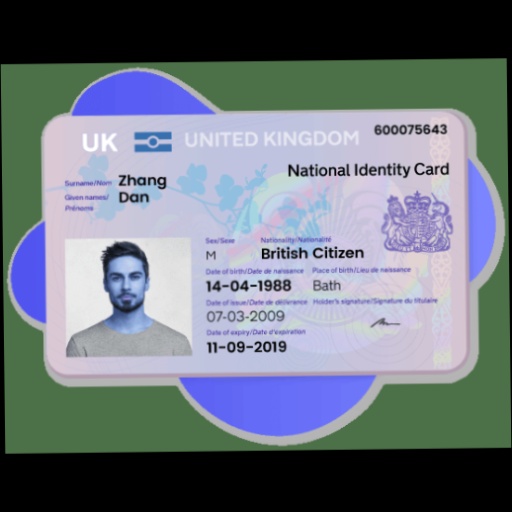 UK UNITED KINGDOM 600075643
National Identity Card
Surname/Nom Zhang
Given names/ Dan
Prénoms
Sex/Sexe Nationality/Nationalité
M British Citizen
Date of birth/Date de naissance Place of birth/Lieu de naissance
14-04-1988 Bath
Date of issue/Date de délivrance Holder's signature/Signature du titulaire
07-03-2009
Date of expiry/Date d'expiration
11-09-2019